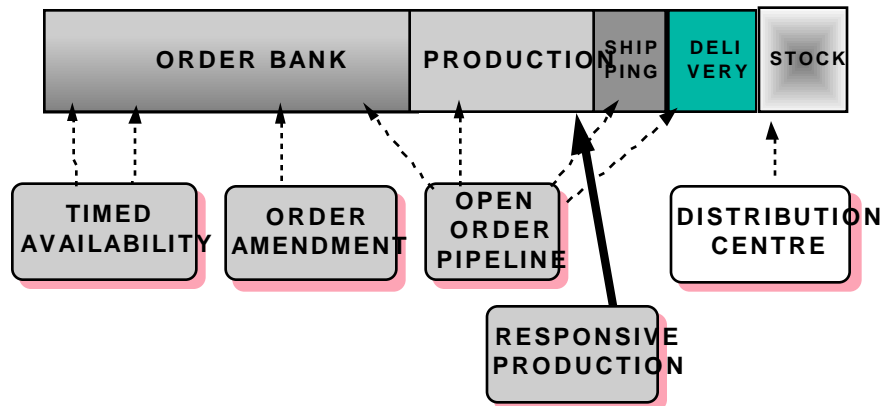 ORDER BANK
PRODUCTION
SHIP
PING
DELI
VERY
STOCK
TIMED
AVAILABILITY
ORDER
AMENDMENT
OPEN
ORDER
PIPELINE
DISTRIBUTION
CENTRE
RESPONSIVE
PRODUCTION